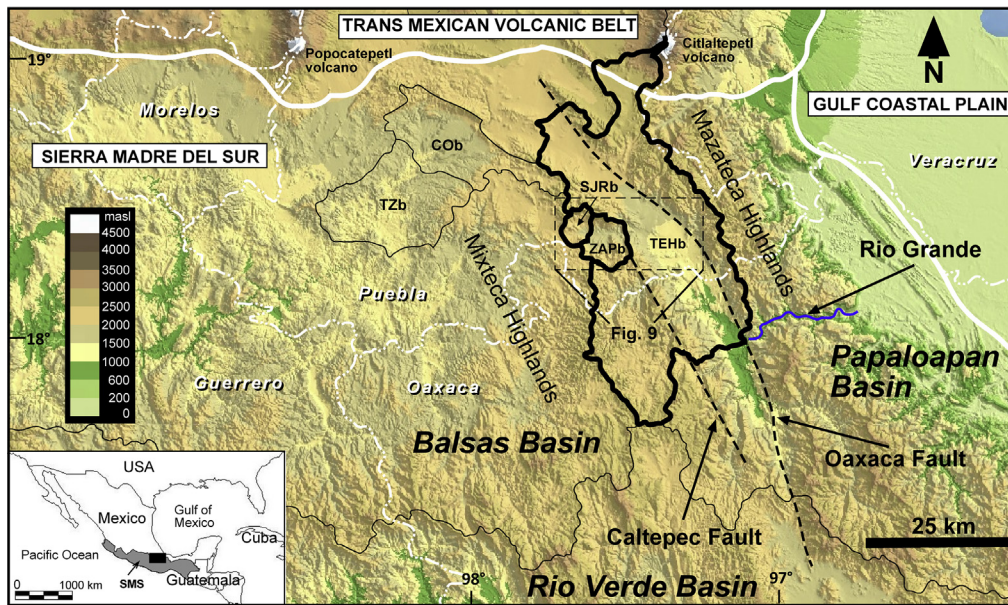 TRANS MEXICAN VOLCANIC BELT
Popocatepetl
volcano
Citlaltepetl
volcano
N
19°
Morelos
GULF COASTAL PLAIN
SIERRA MADRE DEL SUR
COb
Veracruz
Mazateca Highlands
SJRb
TZb
masl
4500
4000
3500
3000
2500
2000
1500
1000
600
200
0
ZAPb
TEHb
Rio Grande
Puebla
Mixteca Highlands
Fig. 9
18°
Papaloapan
Basin
Guerrero
Oaxaca
Balsas Basin
Oaxaca Fault
USA
Mexico
Gulf of
Mexico
Cuba
Pacific Ocean
Guatemala
SMS
0
1000 km
Caltepec Fault
25 km
98°
97°
Rio Verde Basin